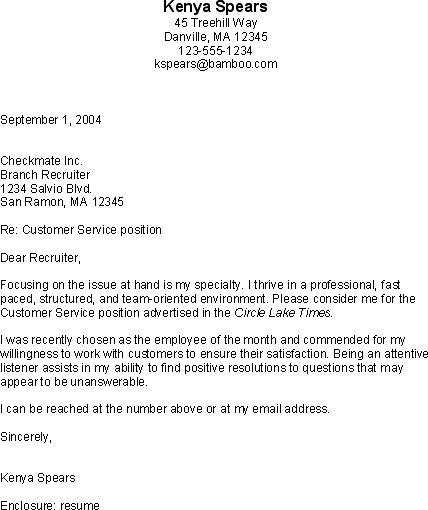 Kenya Spears
45 Treehill Way
Danville, MA 12345
123-555-1234
kspears@bamboo.com
September 1, 2004
Checkmate Inc.
Branch Recruiter
1234 Salvio Blvd.
San Ramon, MA 12345
Re: Customer Service position
Dear Recruiter,
Focusing on the issue at hand is my specialty. I thrive in a professional, fast
paced, structured, and team-oriented environment. Please consider me for the
Customer Service position advertised in the Circle Lake Times.
I was recently chosen as the employee of the month and commended for my
willingness to work with customers to ensure their satisfaction. Being an attentive
listener assists in my ability to find positive resolutions to questions that may
appear to be unanswerable.
I can be reached at the number above or at my email address.
Sincerely,
Kenya Spears
Enclosure: resume